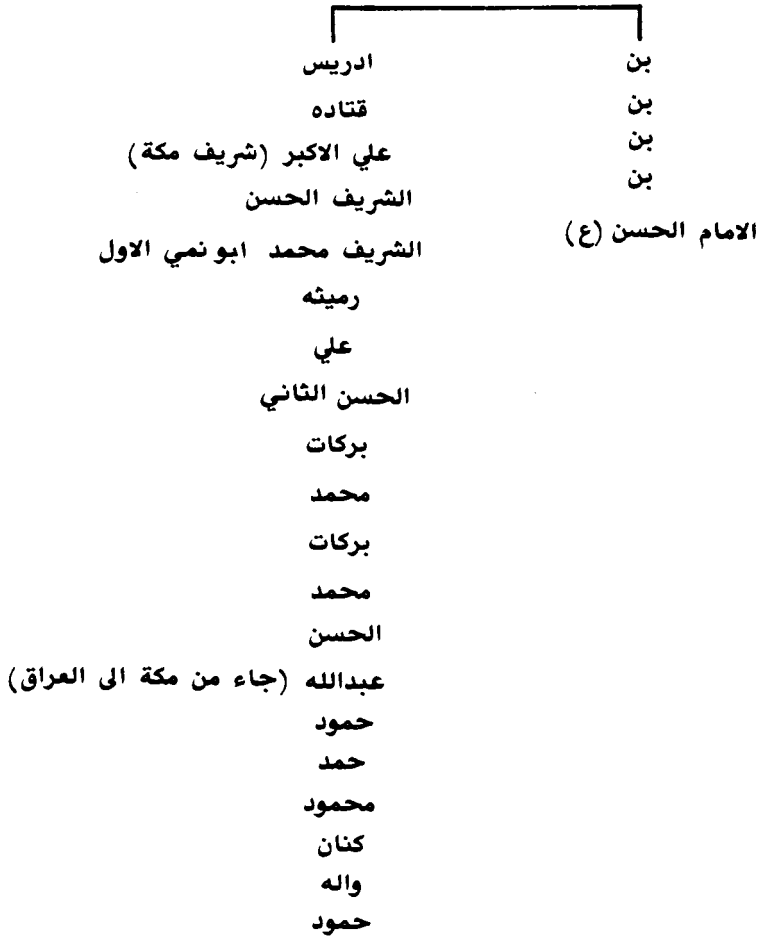 بن
بن
بن
بن
الامام الحسن (ع)
ادريس
قتاده
علي الاكبر (شريف مكة)
الشريف الحسن
الشريف محمد ابو نمي الاول
رميثه
علي
الحسن الثاني
بركات
محمد
بركات
محمد
الحسن
عبدالله (جاء من مكة الى العراق)
حمود
حمد
محمود
كنان
واله
حمود